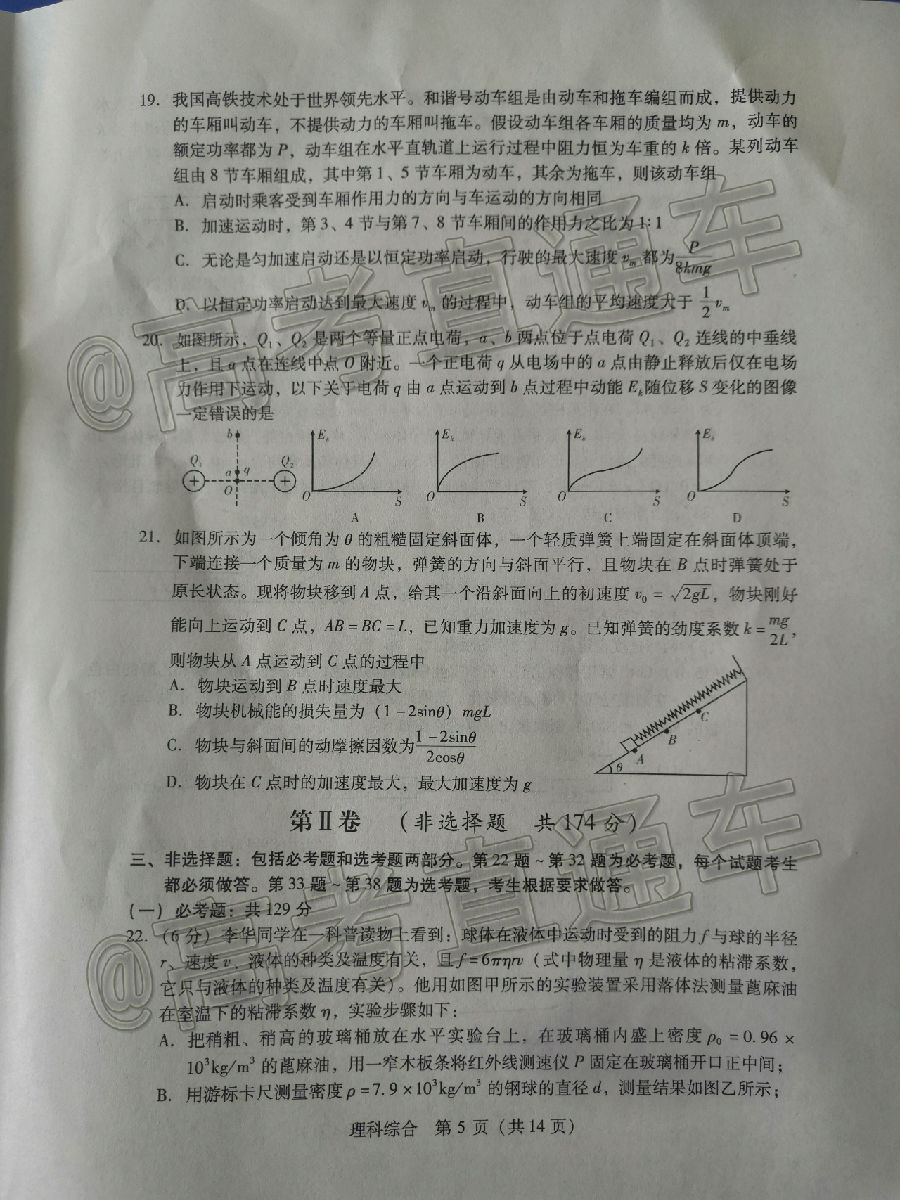 19. 我国高铁技术处于世界领先水平。和谐号动车组是由动车和拖车编组而成，提供动力
的车厢叫动车，不提供动力的车厢叫拖车。假设动车组各车厢的质量均为 m，动车的
额定功率都为 P，动车组在水平直轨道上运行过程中阻力恒为车重的 k 倍。某列动车
组由 8 节车厢组成，其中第 1、5 节车厢为动车，其余为拖车，则该动车组
A. 启动时乘客受到车厢作用力的方向与车运动的方向相同
B. 加速运动时，第 3、4 节与第 7、8 节车厢间的作用力之比为 1∶1
C. 无论是匀加速启动还是以恒定功率启动，行驶的最大速度 vₘ 都为 P/8kmg
D. 以恒定功率启动达到最大速度 vₘ 的过程中，动车组的平均速度大于 1/2 vₘ
20. 如图所示，Q₁、Q₂ 是两个等量正点电荷，a、b 两点位于点电荷 Q₁、Q₂ 连线的中垂线
上，且 a 点在连线中点 O 附近。一个正电荷 q 从电场中的 a 点由静止释放后仅在电场
力作用下运动，以下关于电荷 q 由 a 点运动到 b 点过程中动能 Eₖ随位移 S 变化的图像
一定错误的是
b
Q₁ a q Q₂
+ O +
Eₖ Eₖ Eₖ Eₖ
O S O S O S O S
A B C D
21. 如图所示为一个倾角为 θ 的粗糙固定斜面体，一个轻质弹簧上端固定在斜面体顶端，
下端连接一个质量为 m 的物块，弹簧的方向与斜面平行，且物块在 B 点时弹簧处于
原长状态。现将物块移到 A 点，给其一个沿斜面向上的初速度 v₀ = √2gL，物块刚好
能向上运动到 C 点，AB = BC = L，已知重力加速度为 g。已知弹簧的劲度系数 k = mg/2L，
则物块从 A 点运动到 C 点的过程中
A. 物块运动到 B 点时速度最大
B. 物块机械能的损失量为（1 - 2sinθ）mgL
C. 物块与斜面间的动摩擦因数为 1-2sinθ/2cosθ
D. 物块在 C 点时的加速度最大，最大加速度为 g
C
B
A
θ
第Ⅱ卷 （非选择题 共 174 分）
三、非选择题：包括必考题和选考题两部分。第 22 题 ~ 第 32 题为必考题，每个试题考生
都必须做答。第 33 题 ~ 第 38 题为选考题，考生根据要求做答。
（一）必考题：共 129 分
22.（6 分）李华同学在一科普读物上看到：球体在液体中运动时受到的阻力 f 与球的半径
r、速度 v、液体的种类及温度有关，且 f = 6πηrv（式中物理量 η 是液体的粘滞系数，
它只与液体的种类及温度有关）。他用如图甲所示的实验装置采用落体法测量蓖麻油
在室温下的粘滞系数 η，实验步骤如下：
A. 把稍粗、稍高的玻璃桶放在水平实验台上，在玻璃桶内盛上密度 ρ₀ = 0.96 ×
10³kg/m³ 的蓖麻油，用一窄木板条将红外线测速仪 P 固定在玻璃桶开口正中间；
B. 用游标卡尺测量密度 ρ = 7.9 × 10³kg/m³ 的钢球的直径 d，测量结果如图乙所示；
理科综合 第 5 页（共 14 页）
@高考直通车
@高考直通车